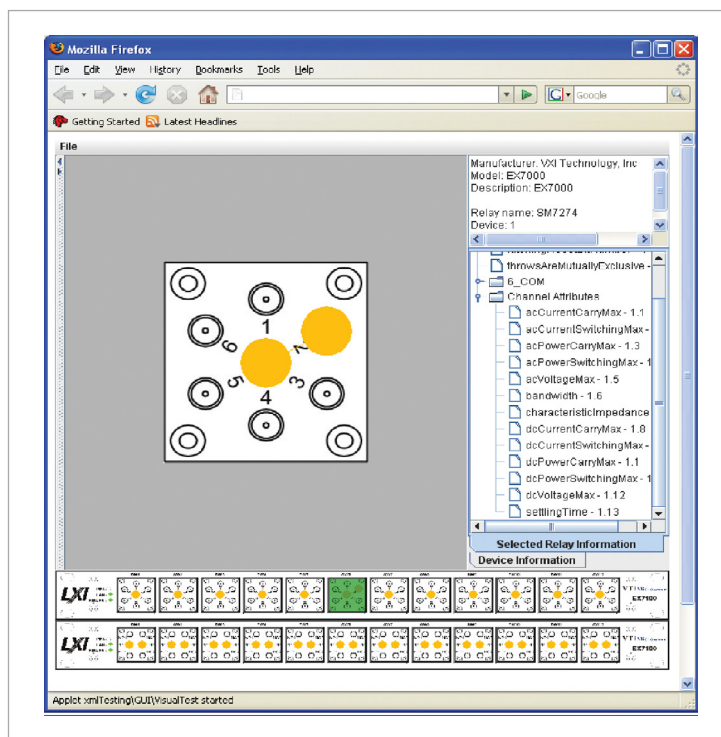 Mozilla Firefox
File Edit View History Bookmarks Tools Help
G Google
Getting Started Latest Headlines
File
Manufacturer: VXI Technology, Inc
Model: EX7000
Description: EX7000
Relay name: SM7274
Device: 1
throwsAreMutuallyExclusive -
6_COM
Channel Attributes
acCurrentCarryMax - 1.1
acCurrentSwitchingMax -
acPowerCarryMax - 1.3
acPowerSwitchingMax - 1
acVoltageMax - 1.5
bandwidth - 1.6
characteristicImpedance
dcCurrentCarryMax - 1.8
dcCurrentSwitchingMax -
dcPowerCarryMax - 1.1
dcPowerSwitchingMax - 1
dcVoltageMax - 1.12
settlingTime - 1.13
1
6 2
5 3
4
Selected Relay Information
Device Information
LXI
EX7100
LXI
EX7100
Applet xmlTesting\GUI\VisualTest started